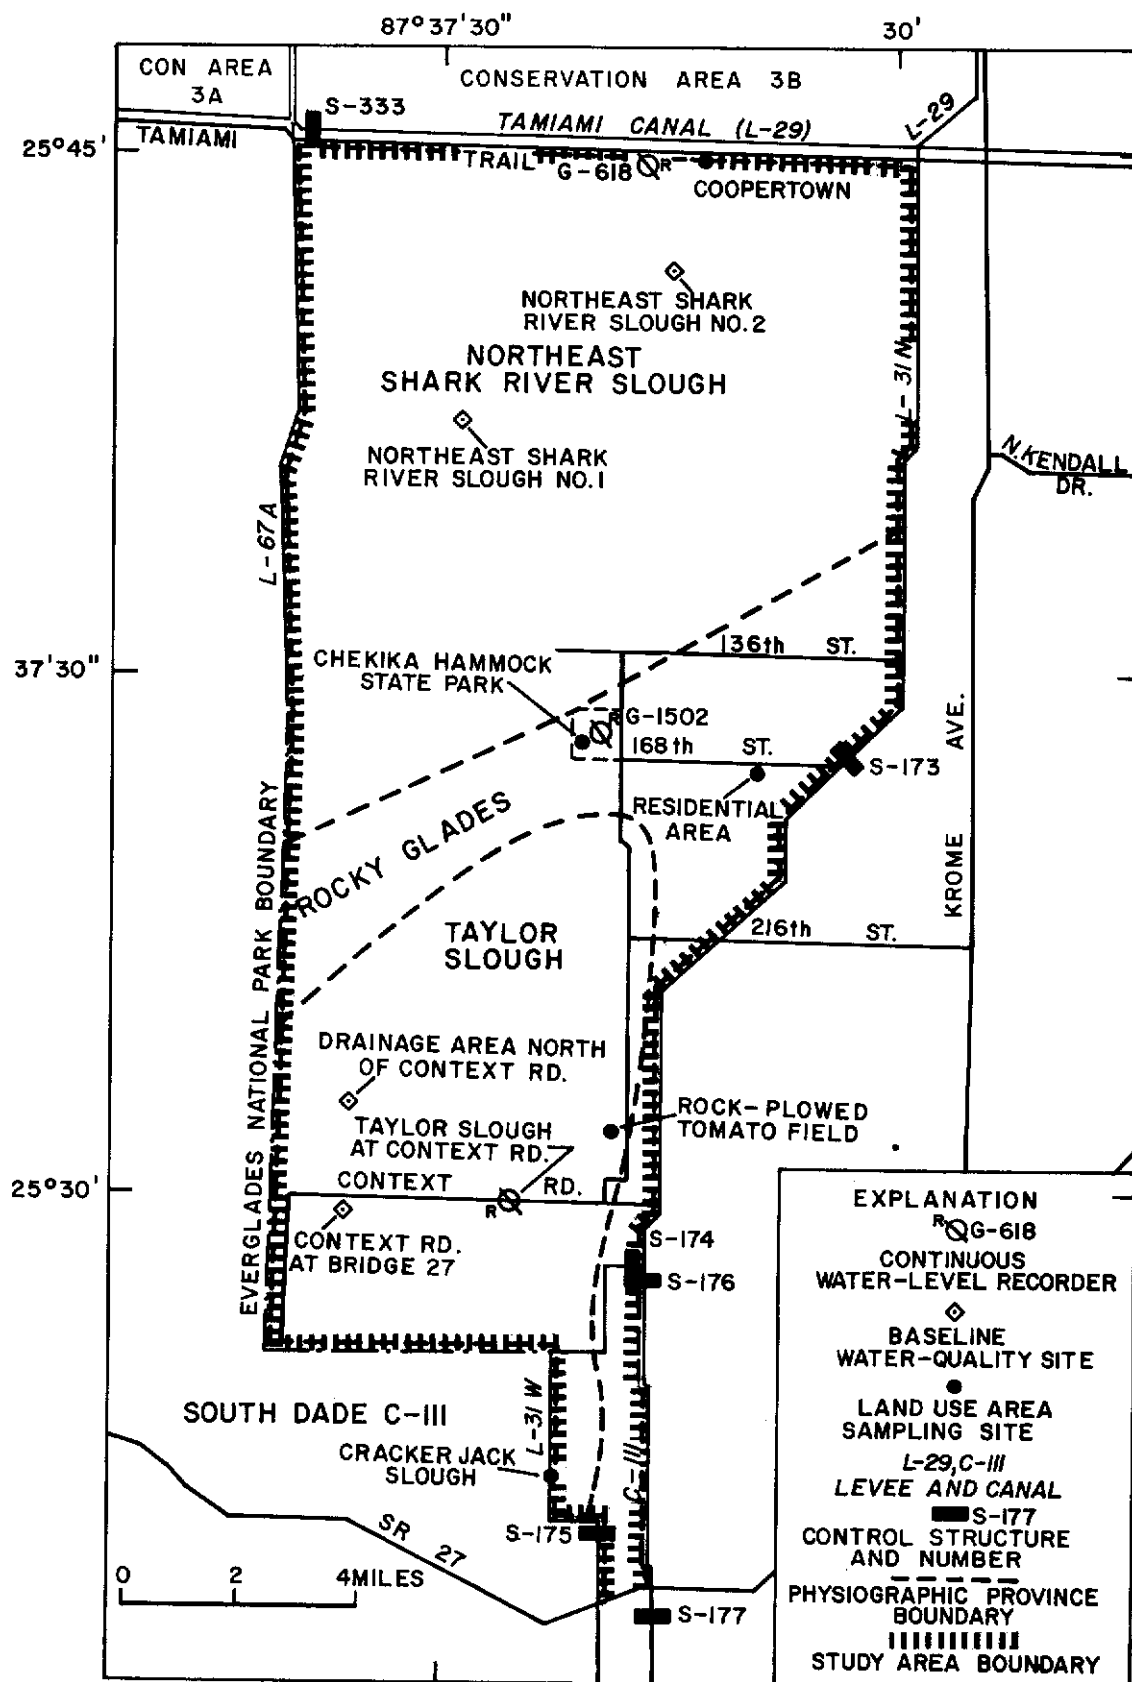 87°37'30"
30'
CON AREA
3A
CONSERVATION AREA 3B
S-333
TAMIAMI CANAL (L-29)
L-29
TAMIAMI
25°45'
TRAIL
G-618
R
COOPERTOWN
NORTHEAST SHARK
RIVER SLOUGH NO.2
NORTHEAST
SHARK RIVER SLOUGH
L-31N
NORTHEAST SHARK
RIVER SLOUGH NO.1
N. KENDALL
DR.
L-67A
136th ST.
37'30"
CHEKIKA HAMMOCK
STATE PARK
R
G-1502
168th ST.
S-173
KROME AVE.
RESIDENTIAL
AREA
ROCKY GLADES
TAYLOR
SLOUGH
216th ST.
EVERGLADES NATIONAL PARK BOUNDARY
DRAINAGE AREA NORTH
OF CONTEXT RD.
ROCK-PLOWED
TOMATO FIELD
TAYLOR SLOUGH
AT CONTEXT RD.
25°30'
CONTEXT RD.
R
CONTEXT RD.
AT BRIDGE 27
S-174
S-176
SOUTH DADE C-111
L-31W
C-111
CRACKER JACK
SLOUGH
S-175
SR 27
0 2 4MILES
S-177
EXPLANATION
R G-618
CONTINUOUS
WATER-LEVEL RECORDER
BASELINE
WATER-QUALITY SITE
LAND USE AREA
SAMPLING SITE
L-29,C-111
LEVEE AND CANAL
S-177
CONTROL STRUCTURE
AND NUMBER
PHYSIOGRAPHIC PROVINCE
BOUNDARY
STUDY AREA BOUNDARY